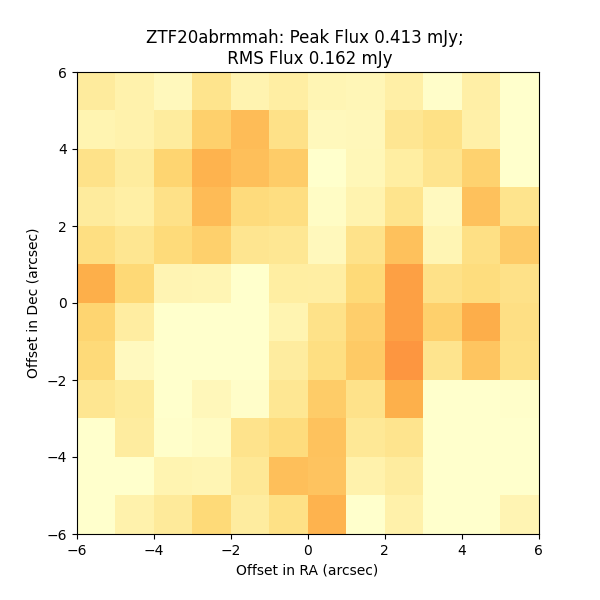 ZTF20abrmmah: Peak Flux 0.413 mJy;
RMS Flux 0.162 mJy
6
4
2
0
−2
−4
−6
Offset in Dec (arcsec)
−6 −4 −2 0 2 4 6
Offset in RA (arcsec)